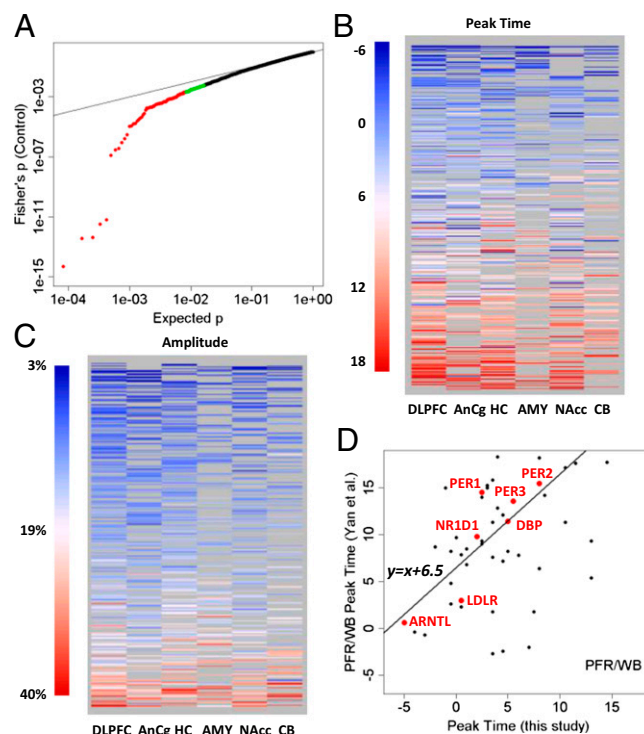 A
Fisher's p (Control)
1e-03
1e-07
1e-11
1e-15
1e-04
1e-03
1e-02
1e-01
1e+00
Expected p
B
Peak Time
-6
0
6
12
18
DLPFC AnCg HC AMY NAcc CB
C
Amplitude
3%
19%
40%
DLPFC AnCg HC AMY NAcc CB
D
PFR/WB Peak Time (Yan et al.)
15
10
5
0
-5
PER1
PER2
PER3
NR1D1
DBP
y=x+6.5
LDLR
ARNTL
PFR/WB
-5
0
5
10
15
Peak Time (this study)